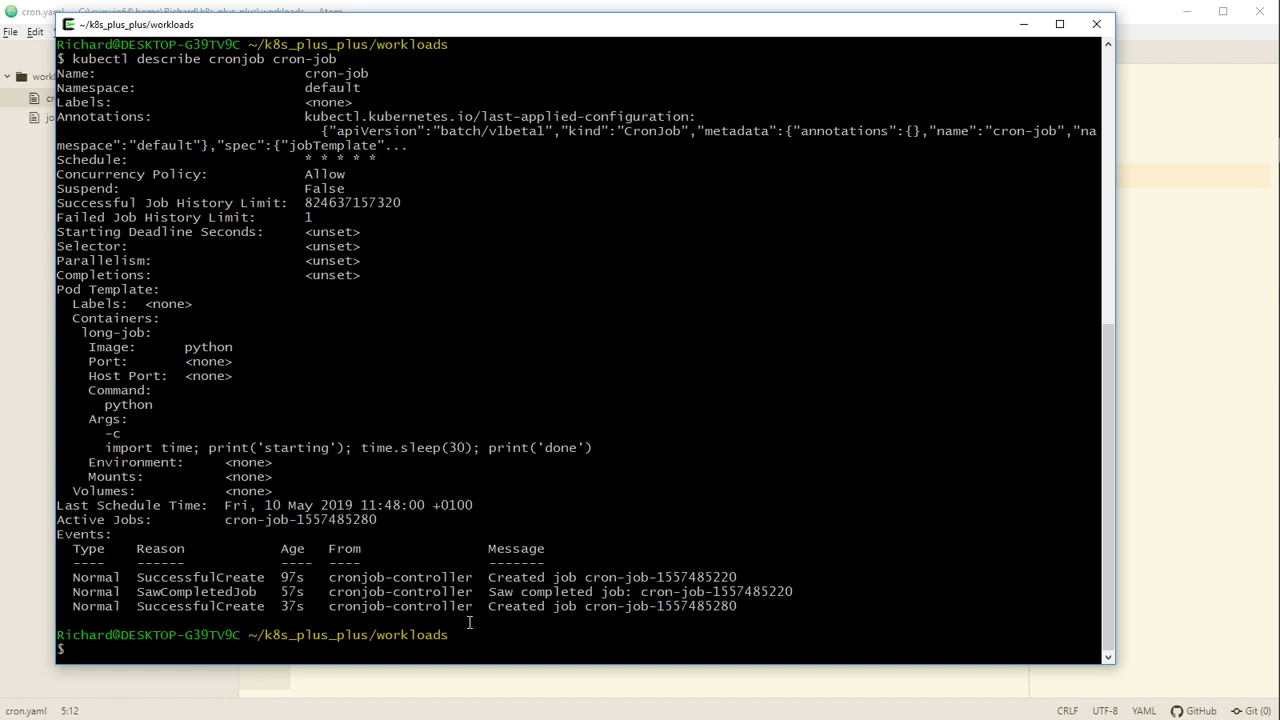 cron.yaml
Atom
File Edit
~/k8s_plus_plus/workloads
Richard@DESKTOP-G39TV9C ~/k8s_plus_plus/workloads
$ kubectl describe cronjob cron-job
Name: cron-job
Namespace: default
Labels: <none>
Annotations: kubectl.kubernetes.io/last-applied-configuration:
{"apiVersion":"batch/v1beta1","kind":"CronJob","metadata":{"annotations":{},"name":"cron-job","na
mespace":"default"},"spec":{"jobTemplate"...
Schedule: * * * * *
Concurrency Policy: Allow
Suspend: False
Successful Job History Limit: 824637157320
Failed Job History Limit: 1
Starting Deadline Seconds: <unset>
Selector: <unset>
Parallelism: <unset>
Completions: <unset>
Pod Template:
Labels: <none>
Containers:
long-job:
Image: python
Port: <none>
Host Port: <none>
Command:
python
Args:
-c
import time; print('starting'); time.sleep(30); print('done')
Environment: <none>
Mounts: <none>
Volumes: <none>
Last Schedule Time: Fri, 10 May 2019 11:48:00 +0100
Active Jobs: cron-job-1557485280
Events:
Type Reason Age From Message
---- ------ ---- ---- -------
Normal SuccessfulCreate 97s cronjob-controller Created job cron-job-1557485220
Normal SawCompletedJob 57s cronjob-controller Saw completed job: cron-job-1557485220
Normal SuccessfulCreate 37s cronjob-controller Created job cron-job-1557485280
Richard@DESKTOP-G39TV9C ~/k8s_plus_plus/workloads
$
cron.yaml 5:12 CRLF UTF-8 YAML GitHub Git (0)